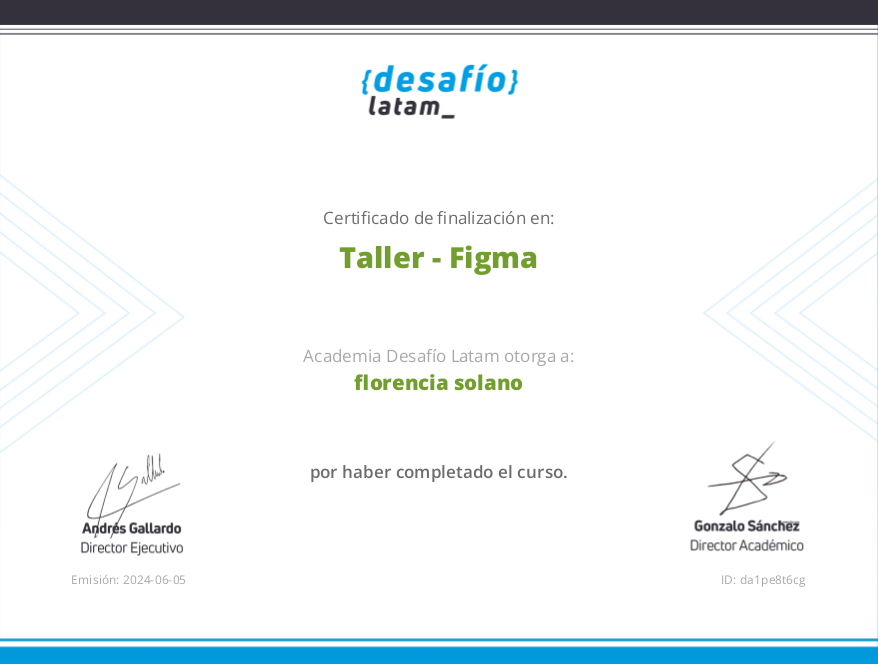 {desafío}
latam_
Certificado de finalización en:
Taller - Figma
Academia Desafío Latam otorga a:
florencia solano
por haber completado el curso.
Andrés Gallardo
Director Ejecutivo
Gonzalo Sánchez
Director Académico
Emisión: 2024-06-05
ID: da1pe8t6cg